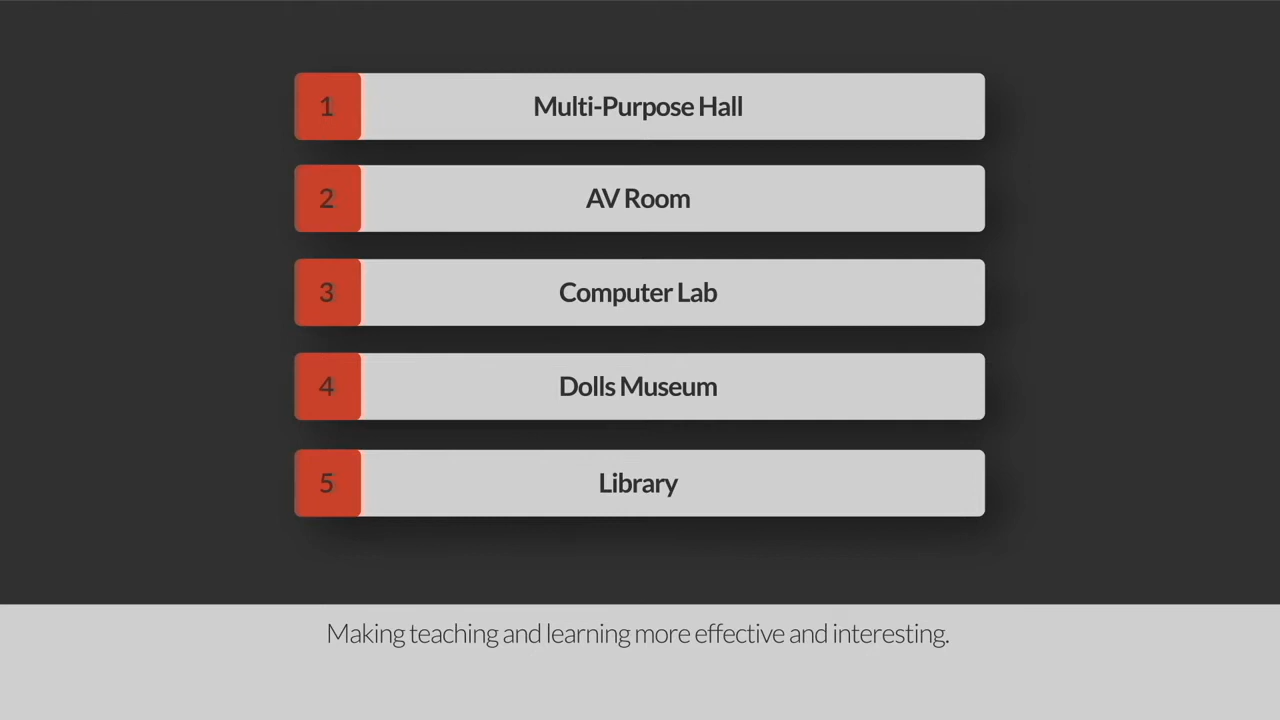 1 Multi-Purpose Hall
2 AV Room
3 Computer Lab
4 Dolls Museum
5 Library
Making teaching and learning more effective and interesting.